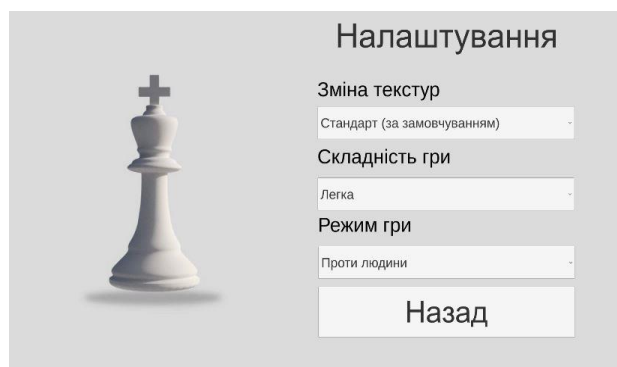 Налаштування
Зміна текстур
Стандарт (за замовчуванням)
Складність гри
Легка
Режим гри
Проти людини
Назад